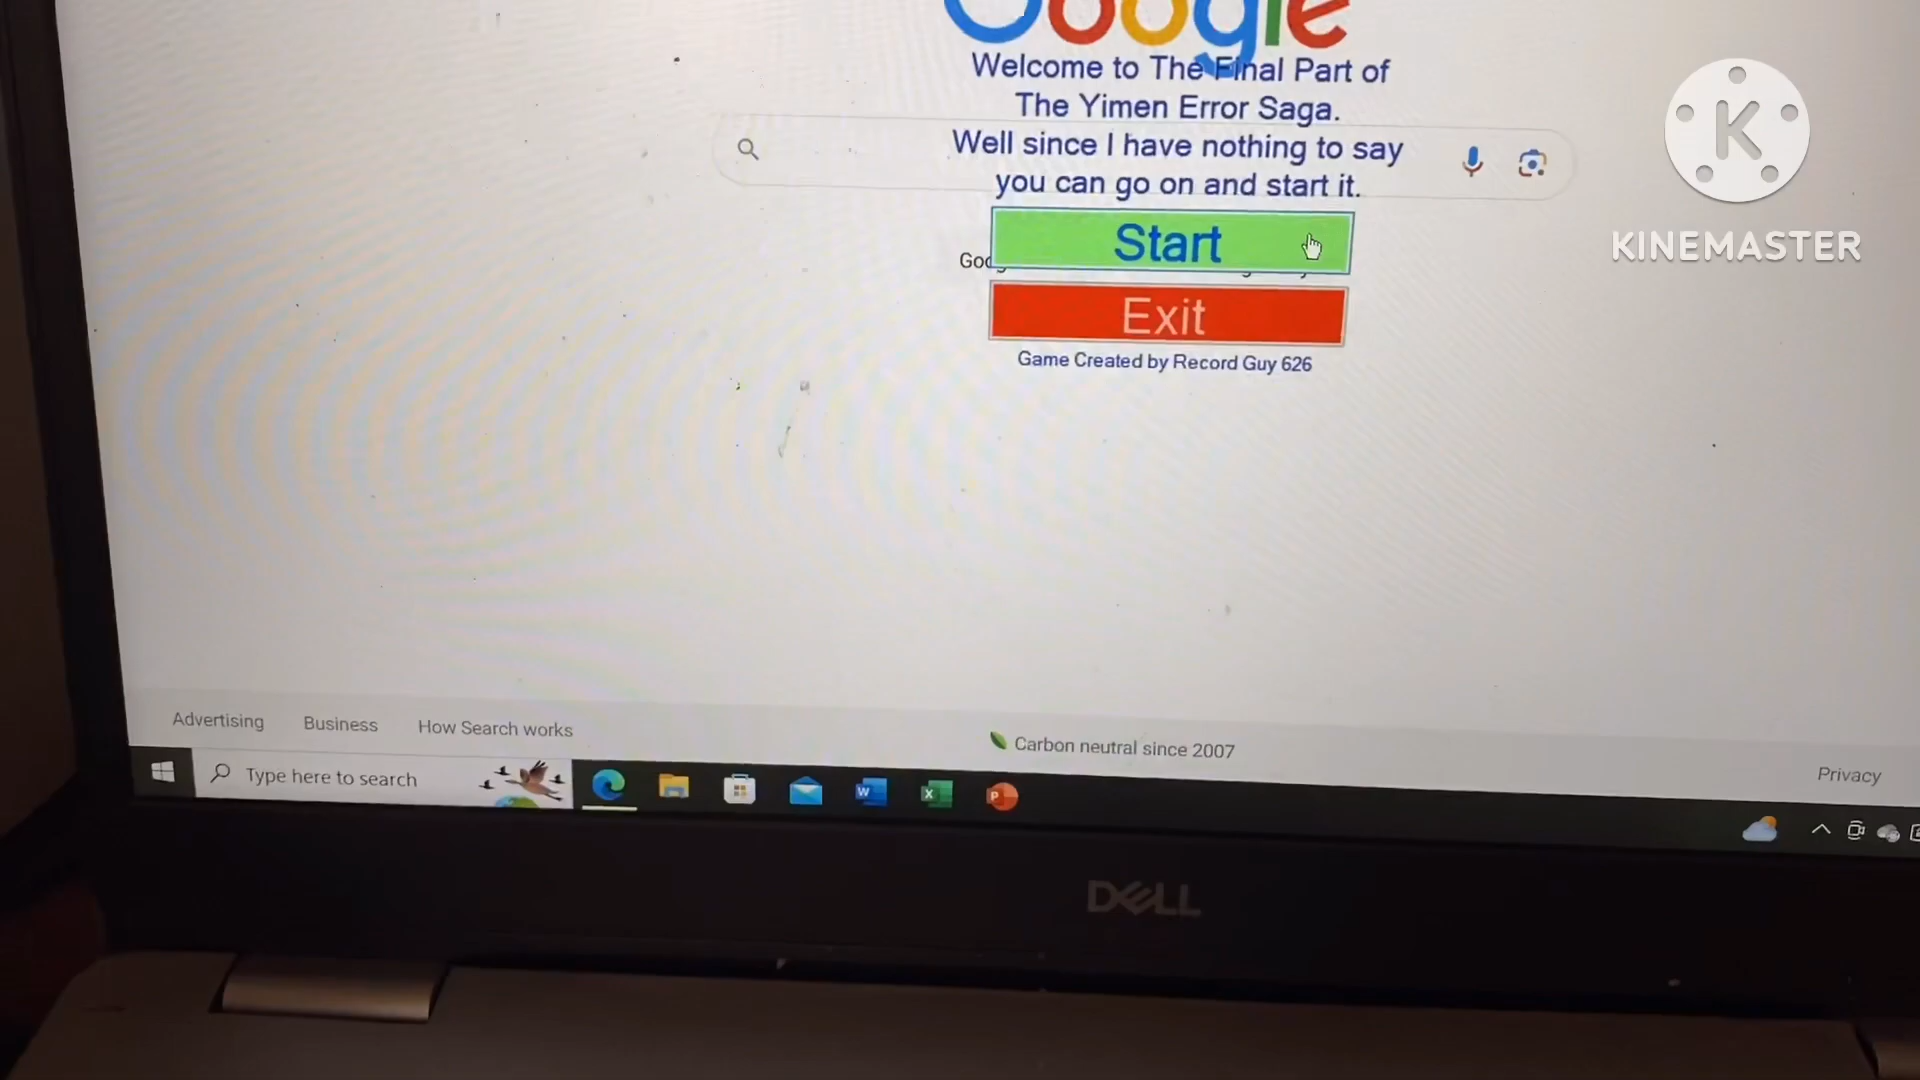 Google
Welcome to The Final Part of
The Yimen Error Saga.
Well since I have nothing to say
you can go on and start it.
Start
Exit
Game Created by Record Guy 626
K
KINEMASTER
Advertising
Business
How Search works
Carbon neutral since 2007
Privacy
Type here to search
DELL